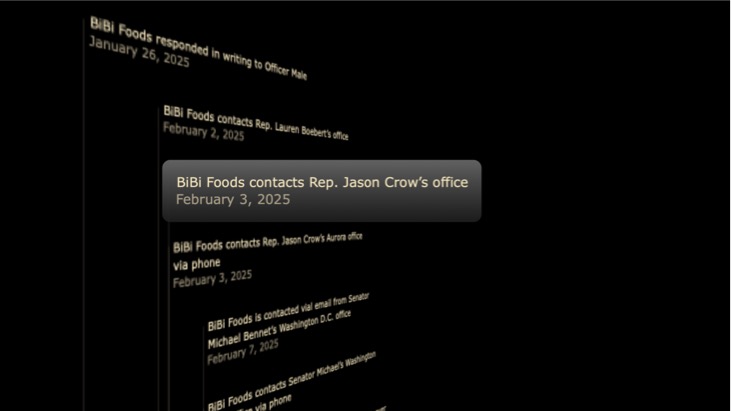 BiBi Foods responded in writing to Officer Male
January 26, 2025
BiBi Foods contacts Rep. Lauren Boebert's office
February 2, 2025
BiBi Foods contacts Rep. Jason Crow’s office
February 3, 2025
BiBi Foods contacts Rep. Jason Crow's Aurora office
via phone
February 3, 2025
BiBi Foods is contacted vial email from Senator
Michael Bennet's Washington D.C. office
February 7, 2025
BiBi Foods contacts Senator Michael's Washington
via phone